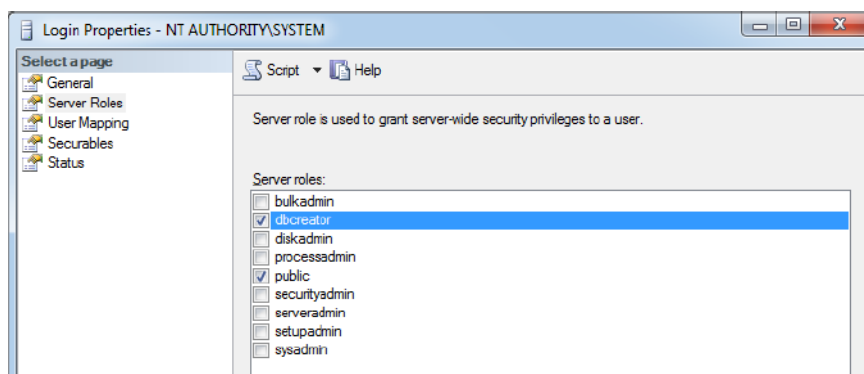 Login Properties - NT AUTHORITY\SYSTEM
Select a page
General
Server Roles
User Mapping
Securables
Status
Script Help
Server role is used to grant server-wide security privileges to a user.
Server roles:
bulkadmin
dbcreator
diskadmin
processadmin
public
securityadmin
serveradmin
setupadmin
sysadmin